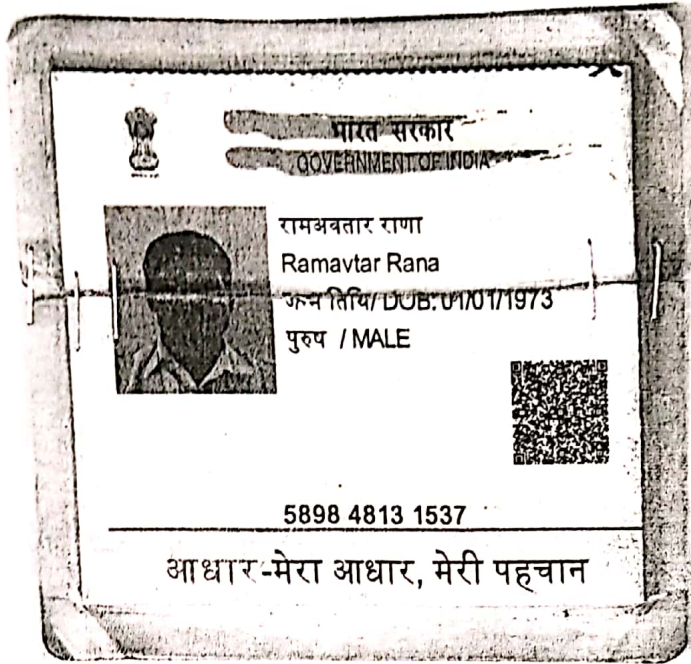 भारत सरकार
GOVERNMENT OF INDIA
रामअवतार राणा
Ramavtar Rana
जन्म तिथि/ DOB: 01/01/1973
पुरुष / MALE
5898 4813 1537
आधार-मेरा आधार, मेरी पहचान